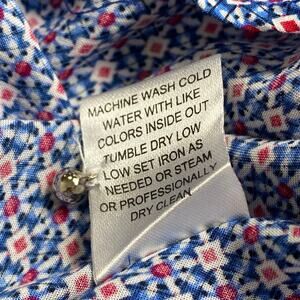 MACHINE WASH COLD
WATER WITH LIKE
COLORS INSIDE OUT
TUMBLE DRY LOW
LOW SET IRON AS
NEEDED OR STEAM
OR PROFESSIONALLY
DRY CLEAN